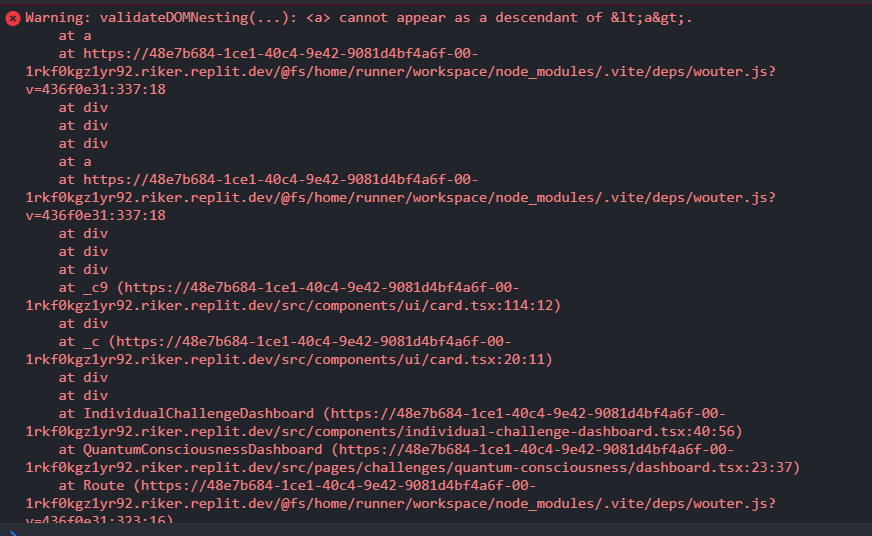 Warning: validateDOMNesting(...): <a> cannot appear as a descendant of &lt;a&gt;.
at a
at https://48e7b684-1ce1-40c4-9e42-9081d4bf4a6f-00-
1rkf0kgz1yr92.riker.replit.dev/@fs/home/runner/workspace/node_modules/.vite/deps/wouter.js?
v=436f0e31:337:18
at div
at div
at div
at a
at https://48e7b684-1ce1-40c4-9e42-9081d4bf4a6f-00-
1rkf0kgz1yr92.riker.replit.dev/@fs/home/runner/workspace/node_modules/.vite/deps/wouter.js?
v=436f0e31:337:18
at div
at div
at div
at _c9 (https://48e7b684-1ce1-40c4-9e42-9081d4bf4a6f-00-
1rkf0kgz1yr92.riker.replit.dev/src/components/ui/card.tsx:114:12)
at div
at _c (https://48e7b684-1ce1-40c4-9e42-9081d4bf4a6f-00-
1rkf0kgz1yr92.riker.replit.dev/src/components/ui/card.tsx:20:11)
at div
at div
at IndividualChallengeDashboard (https://48e7b684-1ce1-40c4-9e42-9081d4bf4a6f-00-
1rkf0kgz1yr92.riker.replit.dev/src/components/individual-challenge-dashboard.tsx:40:56)
at QuantumConsciousnessDashboard (https://48e7b684-1ce1-40c4-9e42-9081d4bf4a6f-00-
1rkf0kgz1yr92.riker.replit.dev/src/pages/challenges/quantum-consciousness/dashboard.tsx:23:37)
at Route (https://48e7b684-1ce1-40c4-9e42-9081d4bf4a6f-00-
1rkf0kgz1yr92.riker.replit.dev/@fs/home/runner/workspace/node_modules/.vite/deps/wouter.js?
v=436f0e31:323:16)